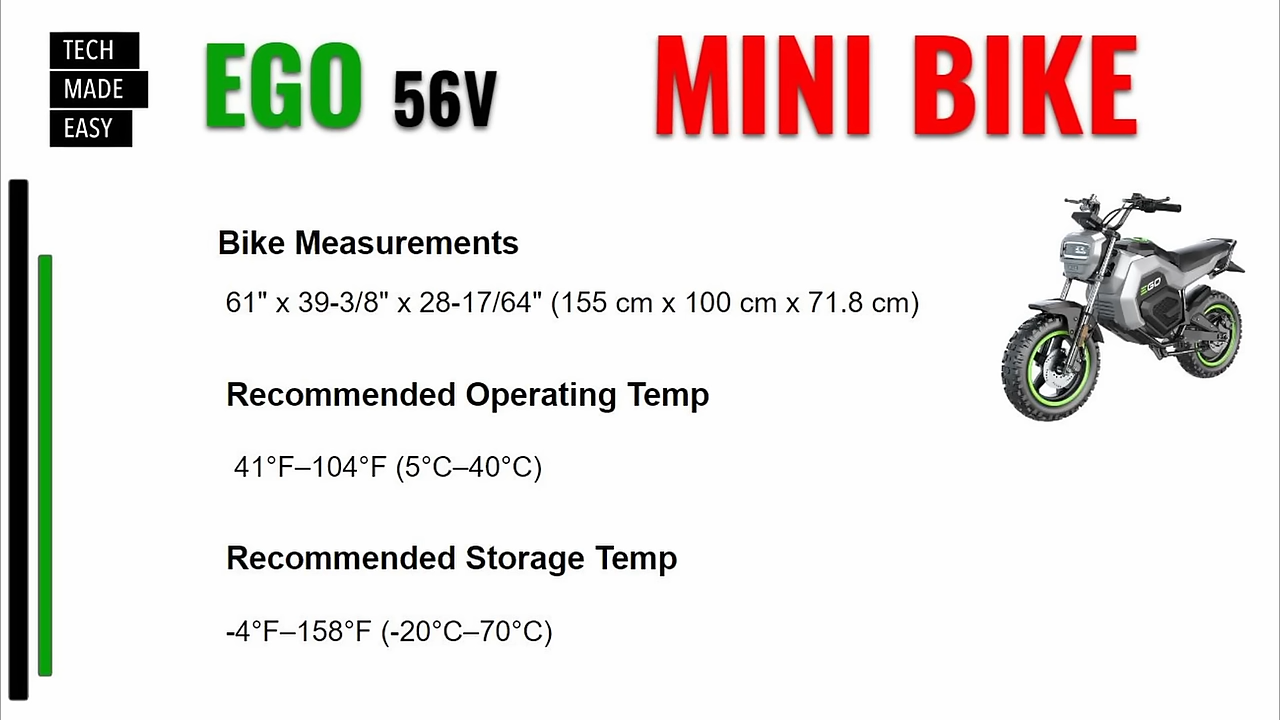 TECH
MADE
EASY
EGO 56V
MINI BIKE
Bike Measurements
61" x 39-3/8" x 28-17/64" (155 cm x 100 cm x 71.8 cm)
EGO
Recommended Operating Temp
41°F–104°F (5°C–40°C)
Recommended Storage Temp
-4°F–158°F (-20°C–70°C)